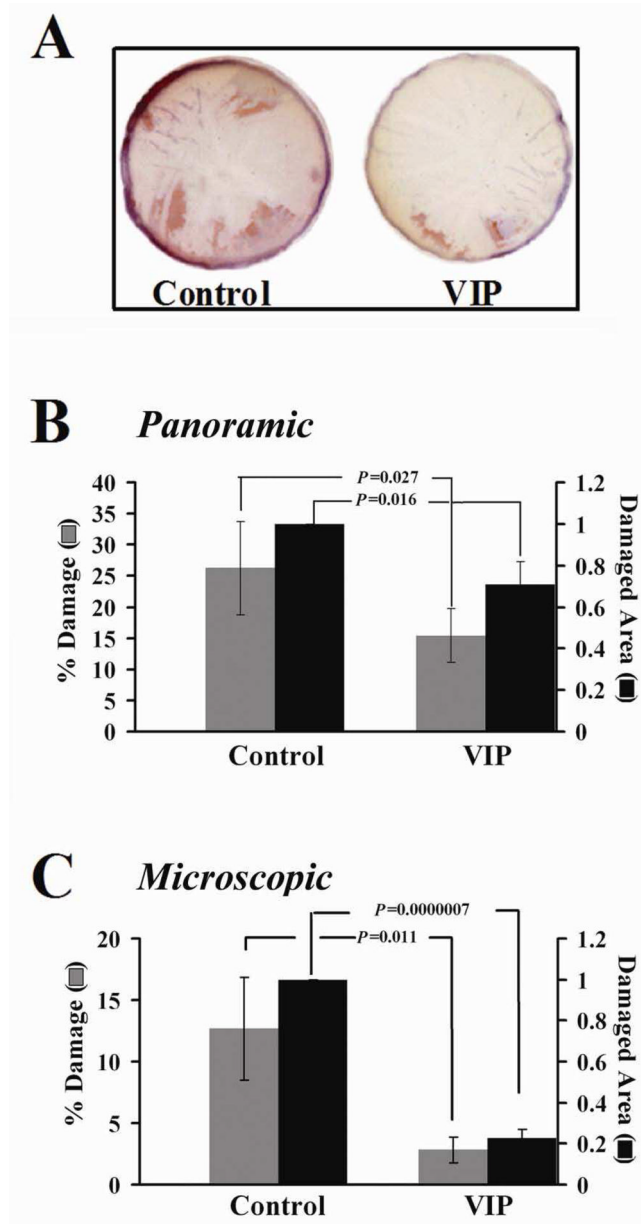 A
Control VIP
B Panoramic
P=0.027
P=0.016
% Damage ( )
40
35
30
25
20
15
10
5
0
1.2
1
0.8
0.6
0.4
0.2
0
Damaged Area ( )
Control VIP
C Microscopic
P=0.0000007
P=0.011
% Damage ( )
20
15
10
5
0
1.2
1
0.8
0.6
0.4
0.2
0
Damaged Area ( )
Control VIP